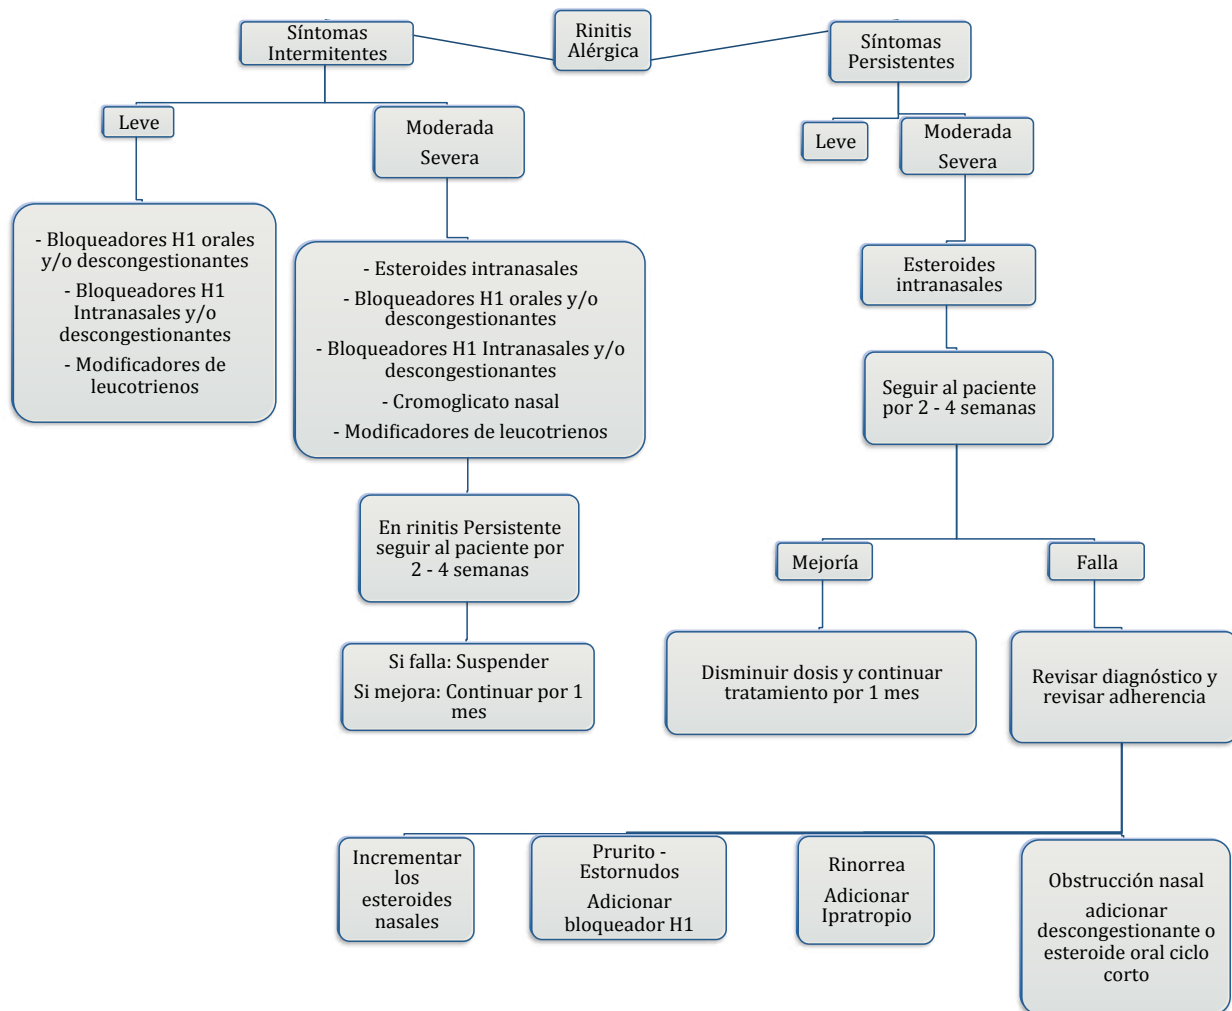 Rinitis
Alérgica
Síntomas
Intermitentes
Síntomas
Persistentes
Leve
Moderada
Severa
Leve
Moderada
Severa
- Bloqueadores H1 orales
y/o descongestionantes
- Bloqueadores H1
Intranasales y/o
descongestionantes
- Modificadores de
leucotrienos
- Esteroides intranasales
- Bloqueadores H1 orales y/o
descongestionantes
- Bloqueadores H1 Intranasales y/o
descongestionantes
- Cromoglicato nasal
- Modificadores de leucotrienos
Esteroides
intranasales
Seguir al paciente
por 2 - 4 semanas
En rinitis Persistente
seguir al paciente por
2 - 4 semanas
Mejoría
Falla
Si falla: Suspender
Si mejora: Continuar por 1
mes
Disminuir dosis y continuar
tratamiento por 1 mes
Revisar diagnóstico y
revisar adherencia
Incrementar
los
esteroides
nasales
Prurito -
Estornudos
Adicionar
bloqueador H1
Rinorrea
Adicionar
Ipratropio
Obstrucción nasal
adicionar
descongestionante o
esteroide oral ciclo
corto